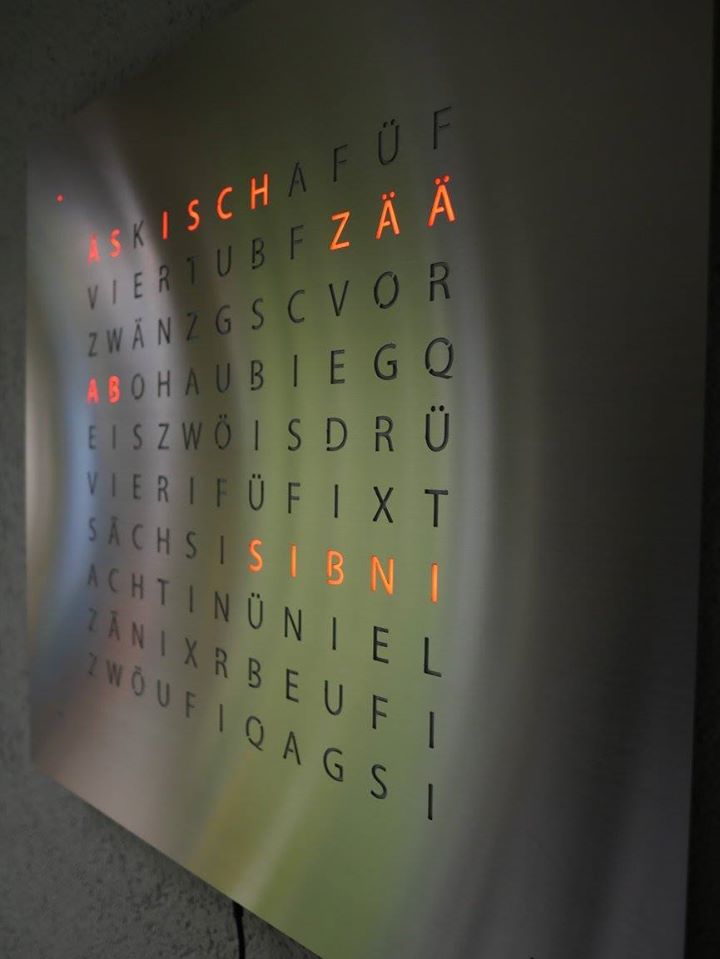 ÄSKISCHAFÜF
VIERTUBFZÄÄ
ZWÄNZGSCVOR
ABOHAUBIEGQ
EISZWÖISDRÜ
VIERIFÜFIXT
SÄCHSISIBNI
ACHTINÜNIEL
ZÄNIXRBEUFI
ZWÖUFIQAGSI